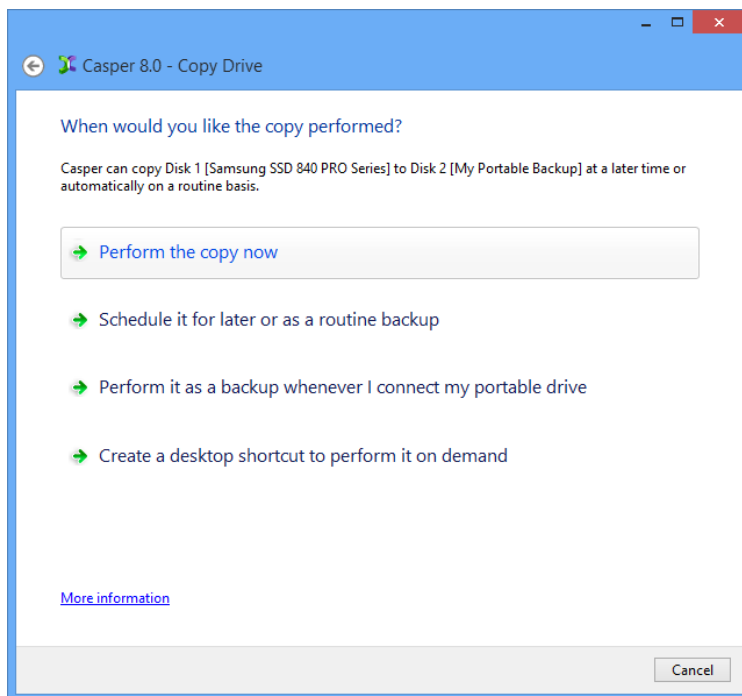 Casper 8.0 - Copy Drive
When would you like the copy performed?
Casper can copy Disk 1 [Samsung SSD 840 PRO Series] to Disk 2 [My Portable Backup] at a later time or
automatically on a routine basis.
Perform the copy now
Schedule it for later or as a routine backup
Perform it as a backup whenever I connect my portable drive
Create a desktop shortcut to perform it on demand
More information
Cancel